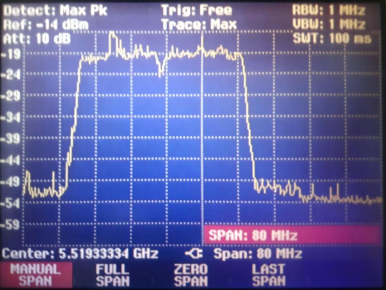 Detect: Max Pk Trig: Free RBW: 1 MHz
Ref: -14 dBm Trace: Max VBW: 1 MHz
Att: 10 dB SWT: 100 ms
-19
-24
-29
-34
-39
-44
-49
-54
-59
SPAN: 80 MHz
Center: 5.51933334 GHz Span: 80 MHz
MANUAL SPAN FULL SPAN ZERO SPAN LAST SPAN